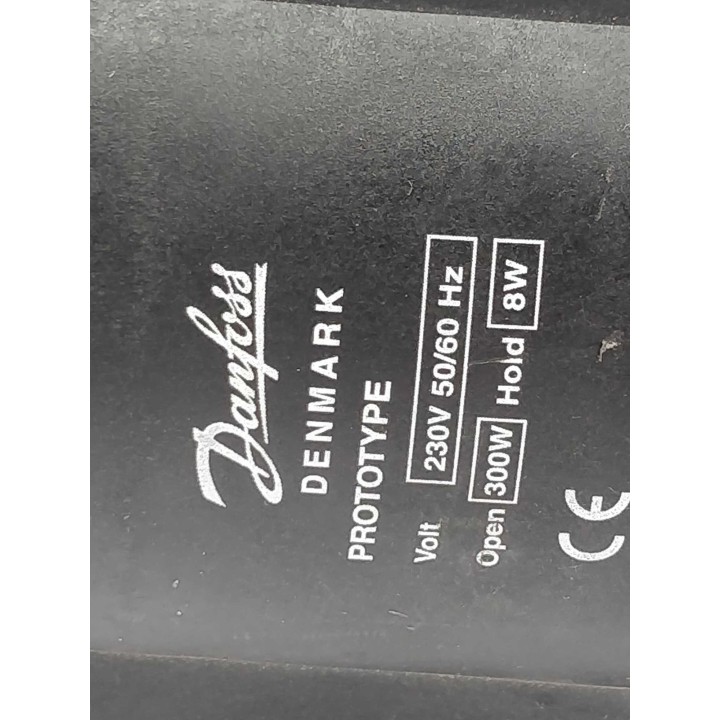 Danfoss
DENMARK
PROTOTYPE
Volt 230V 50/60 Hz
Open 300W Hold 8W
CE